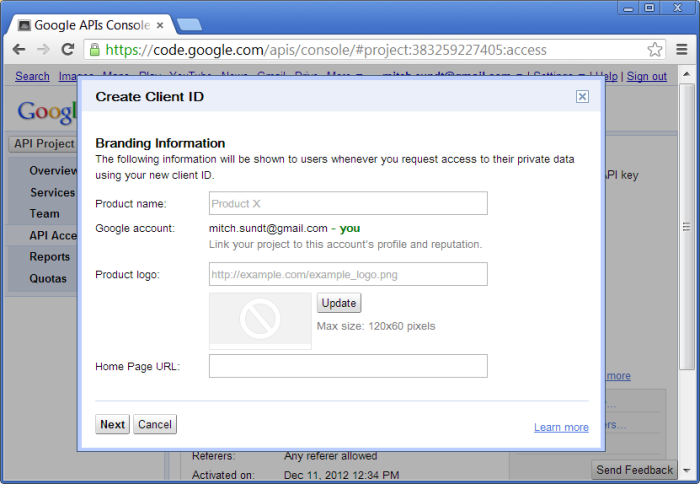 Google APIs Console
https://code.google.com/apis/console/#project:383259227405:access
Search Images Maps Play YouTube News Gmail Drive More mitch.sundt@gmail.com | Settings | Help | Sign out
Create Client ID
Googl
Branding Information
API Project
The following information will be shown to users whenever you request access to their private data
using your new client ID.
Overview
Services
Team
API Acce
Reports
Quotas
API key
Product name:
Product X
Google account:
mitch.sundt@gmail.com - you
Link your project to this account's profile and reputation.
Product logo:
http://example.com/example_logo.png
Update
Max size: 120x60 pixels
Home Page URL:
more
Next
Cancel
Learn more
Referers:
Any referer allowed
Activated on:
Dec 11, 2012 12:34 PM
Send Feedback